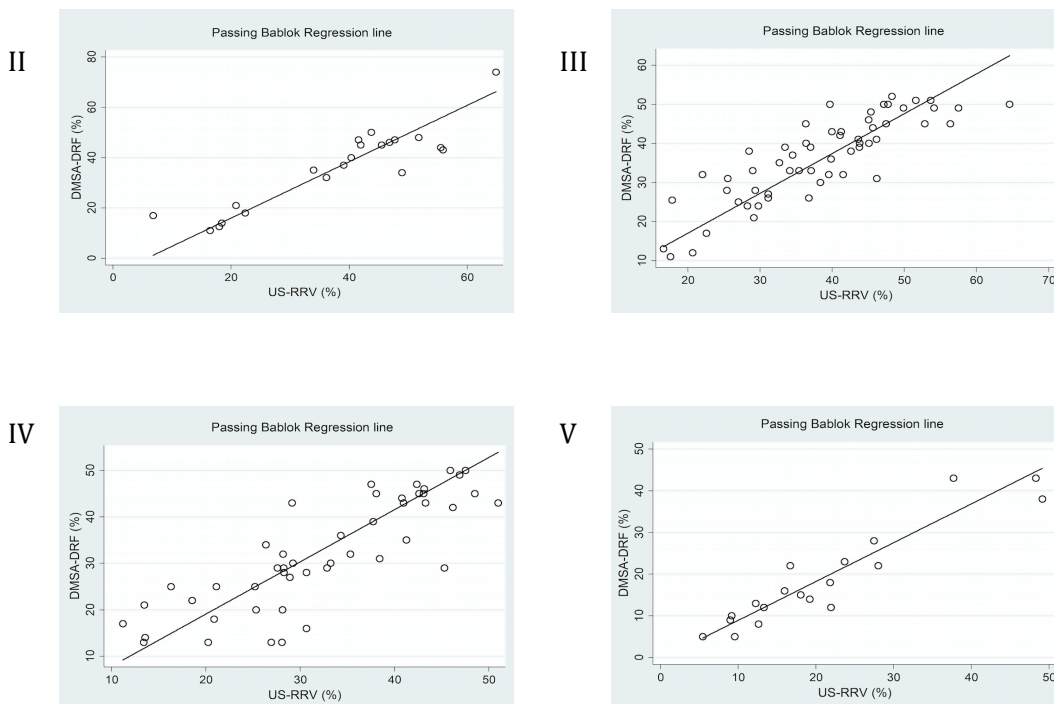 II
Passing Bablok Regression line
80
60
40
20
0
DMSA-DRF (%)
0 20 40 60
US-RRV (%)
III
Passing Bablok Regression line
60
50
40
30
20
10
DMSA-DRF (%)
20 30 40 50 60 70
US-RRV (%)
IV
Passing Bablok Regression line
50
40
30
20
10
DMSA-DRF (%)
10 20 30 40 50
US-RRV (%)
V
Passing Bablok Regression line
50
40
30
20
10
0
DMSA-DRF (%)
0 10 20 30 40 50
US-RRV (%)